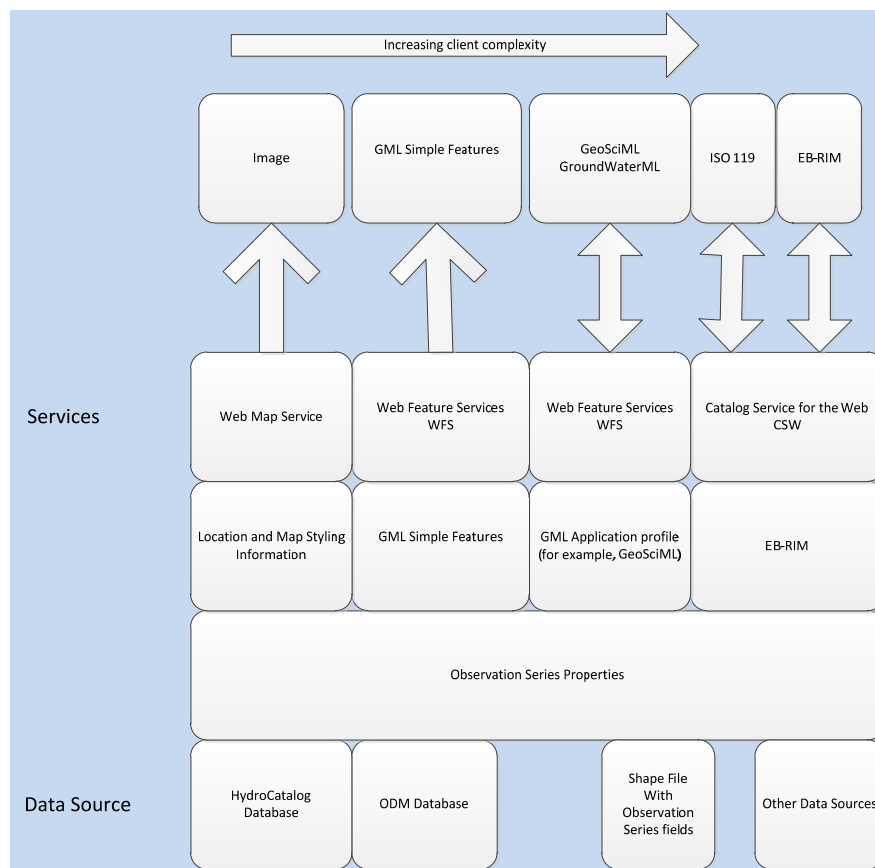 Increasing client complexity
Image
GML Simple Features
GeoSciML
GroundWaterML
ISO 119
EB-RIM
Services
Web Map Service
Web Feature Services
WFS
Web Feature Services
WFS
Catalog Service for the Web
CSW
Location and Map Styling
Information
GML Simple Features
GML Application profile
(for example, GeoSciML)
EB-RIM
Observation Series Properties
Data Source
HydroCatalog
Database
ODM Database
Shape File
With
Observation
Series fields
Other Data Sources